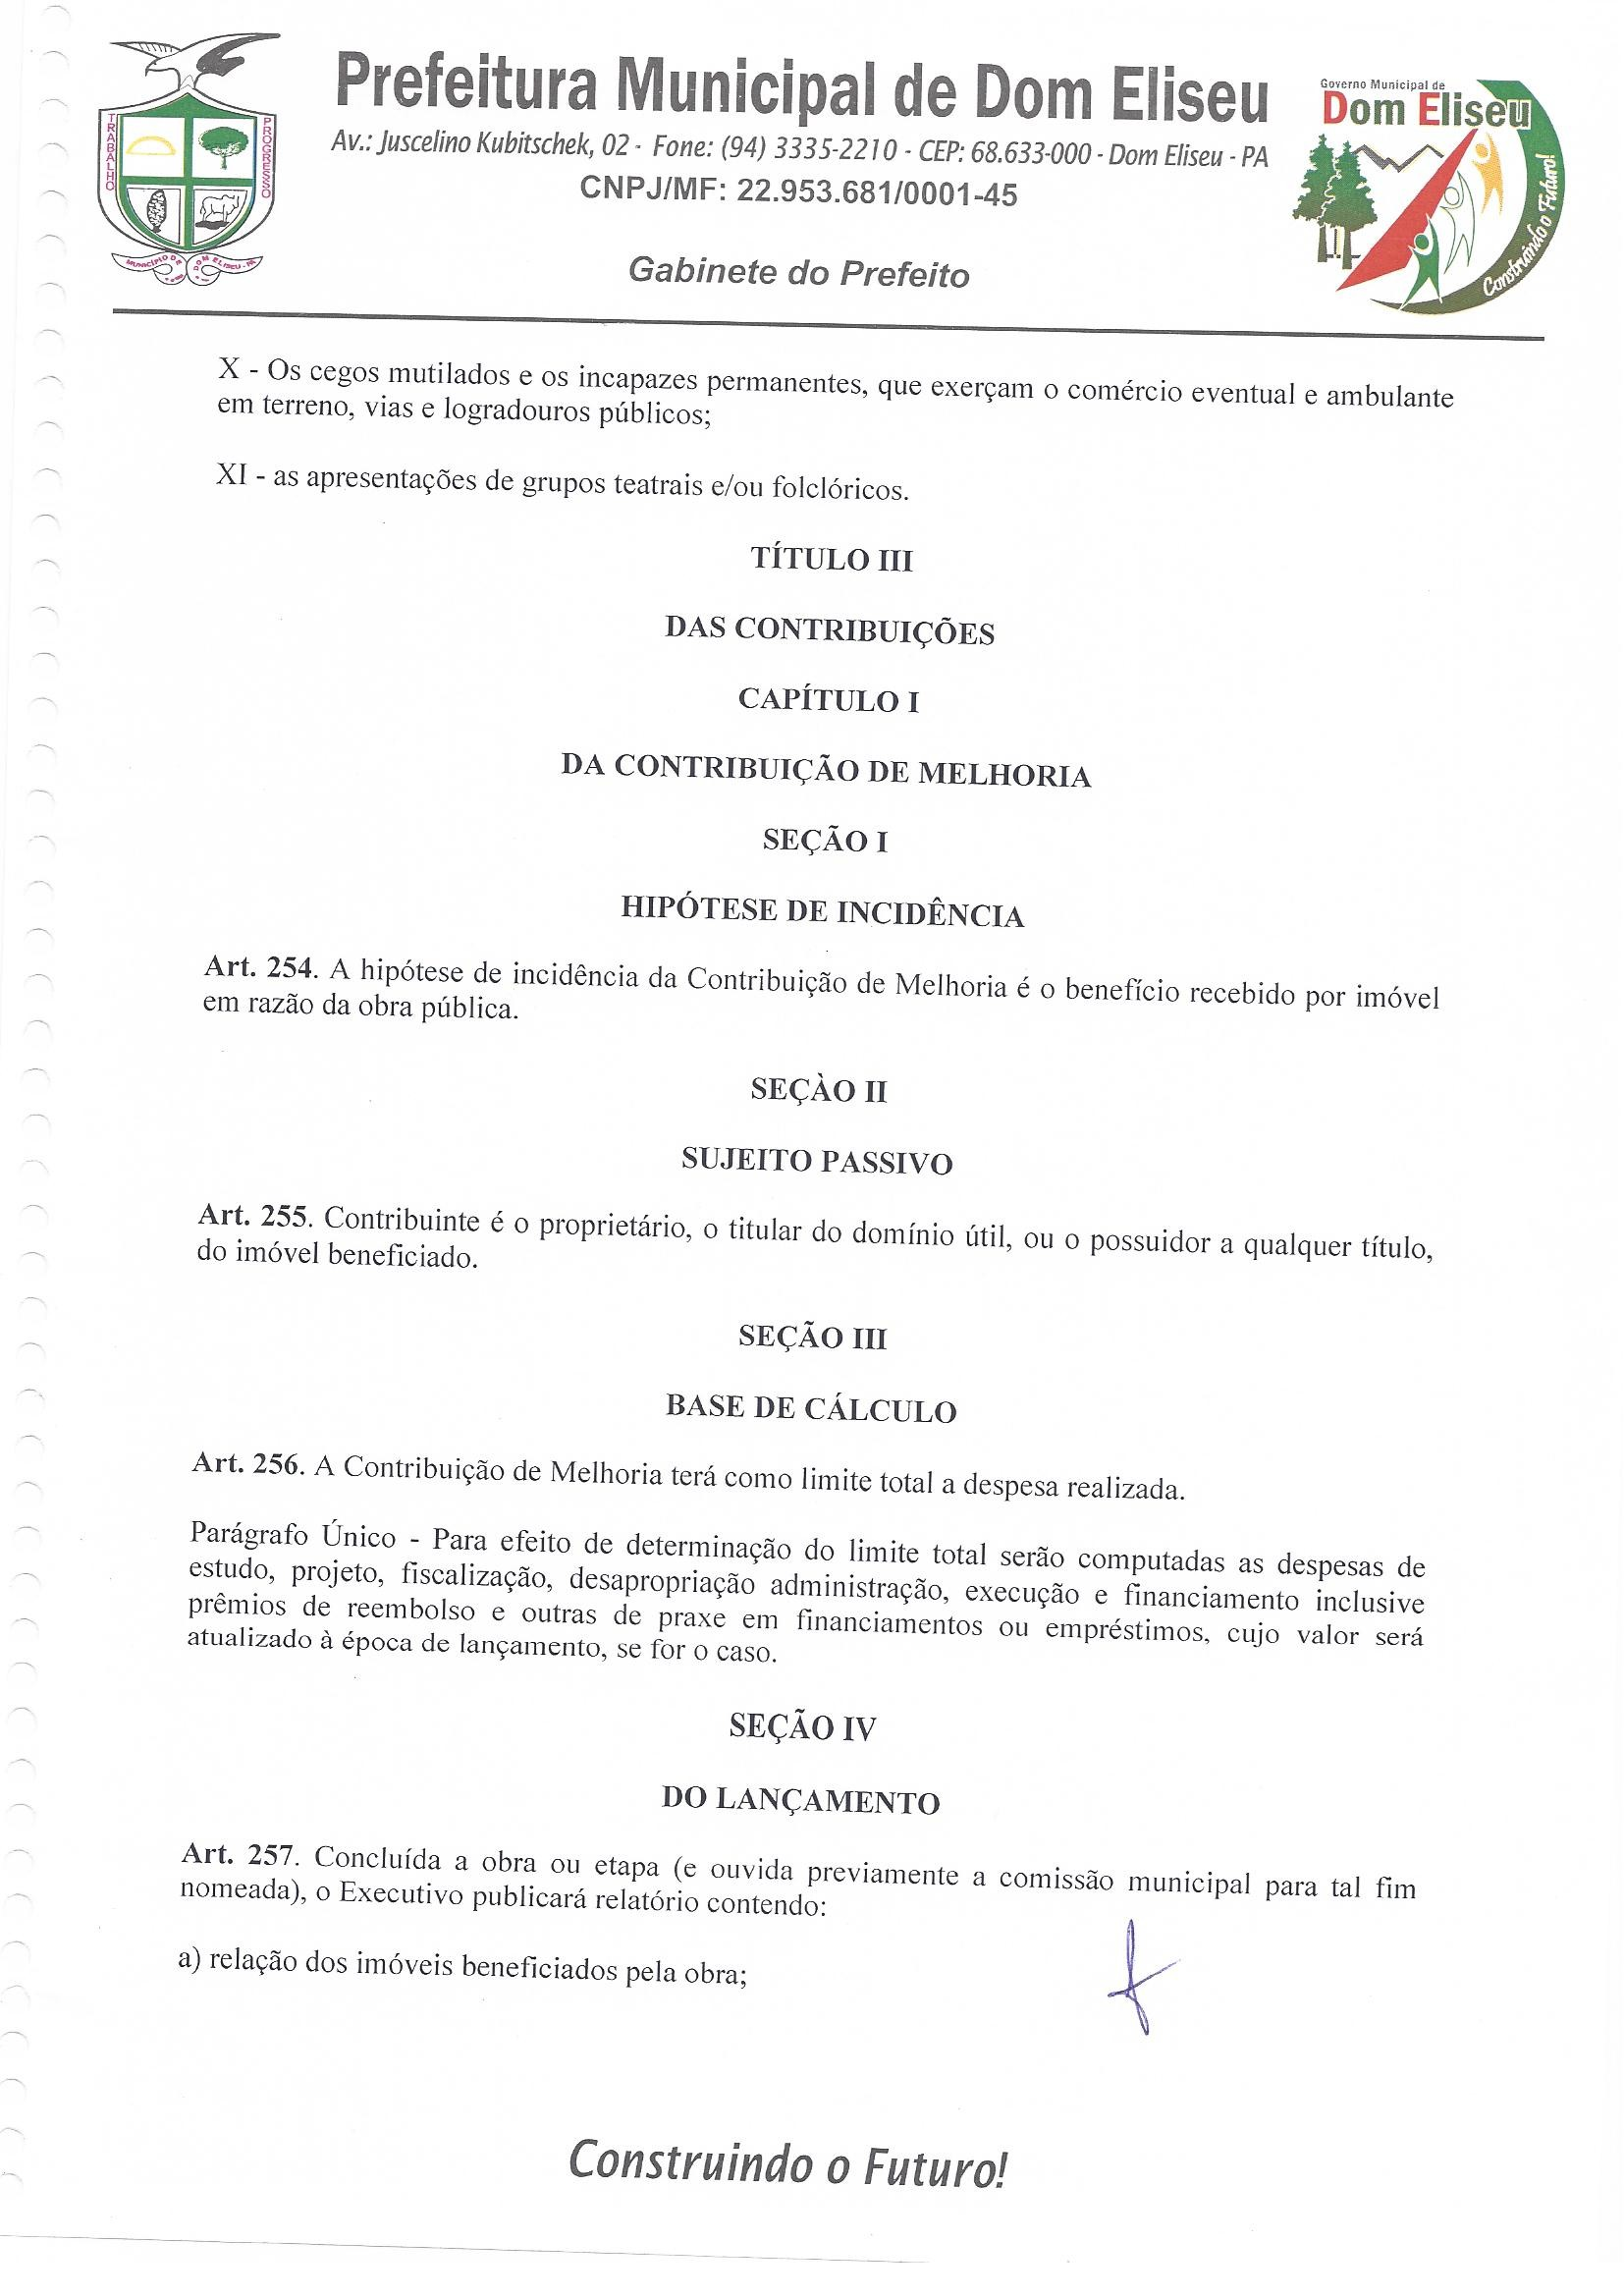 Prefeitura Municipal de Dom Eliseu
Av.: Juscelino Kubitschek, 02 - Fone: (94) 3335-2210 - CEP: 68.633-000 - Dom Eliseu - PA
CNPJ/MF: 22.953.681/0001-45
Gabinete do Prefeito
TRABALHO
PROGRESSO
MUNICÍPIO DE DOM ELISEU - PA
Governo Municipal de
Dom Eliseu
Construindo o Futuro!
X - Os cegos mutilados e os incapazes permanentes, que exerçam o comércio eventual e ambulante
em terreno, vias e logradouros públicos;
XI - as apresentações de grupos teatrais e/ou folclóricos.
TÍTULO III
DAS CONTRIBUIÇÕES
CAPÍTULO I
DA CONTRIBUIÇÃO DE MELHORIA
SEÇÃO I
HIPÓTESE DE INCIDÊNCIA
Art. 254. A hipótese de incidência da Contribuição de Melhoria é o benefício recebido por imóvel
em razão da obra pública.
SEÇÀO II
SUJEITO PASSIVO
Art. 255. Contribuinte é o proprietário, o titular do domínio útil, ou o possuidor a qualquer título,
do imóvel beneficiado.
SEÇÃO III
BASE DE CÁLCULO
Art. 256. A Contribuição de Melhoria terá como limite total a despesa realizada.
Parágrafo Único - Para efeito de determinação do limite total serão computadas as despesas de
estudo, projeto, fiscalização, desapropriação administração, execução e financiamento inclusive
prêmios de reembolso e outras de praxe em financiamentos ou empréstimos, cujo valor será
atualizado à época de lançamento, se for o caso.
SEÇÃO IV
DO LANÇAMENTO
Art. 257. Concluída a obra ou etapa (e ouvida previamente a comissão municipal para tal fim
nomeada), o Executivo publicará relatório contendo:
a) relação dos imóveis beneficiados pela obra;
Construindo o Futuro!